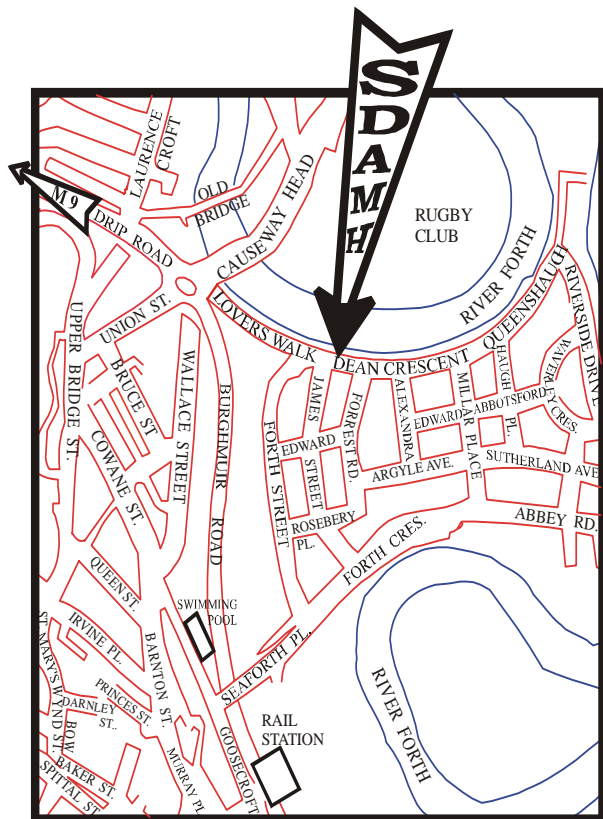 SDAMH
LAURENCE
CROFT
M 9
DRIP ROAD
OLD
BRIDGE
CAUSEWAY HEAD
RUGBY
CLUB
RIVER FORTH
UNION ST.
LOVERS WALK
DEAN CRESCENT
QUEENSHAUGH
RIVERSIDE DRIVE
UPPER BRIDGE ST.
BRUCE ST
WALLACE STREET
BURGHMUIR ROAD
COWANE ST.
FORTH STREET
JAMES STREET
FORREST RD.
EDWARD
ALEXANDRA
EDWARD
MILLAR PLACE
HAUGH PL.
ABBOTSFORD
WAVERLEY CRES.
ARGYLE AVE.
SUTHERLAND AVE
ROSEBERY
PL.
FORTH CRES.
ABBEY RD.
QUEEN ST.
SWIMMING
POOL
IRVINE PL.
BARNTON ST.
SEAFORTH PL.
ST. MARY'S WYND ST.
PRINCES ST.
DARNLEY
ST..
BOW
MURRAY PL
GOOSECROFT
RAIL
STATION
RIVER FORTH
BAKER ST.
SPITTAL ST